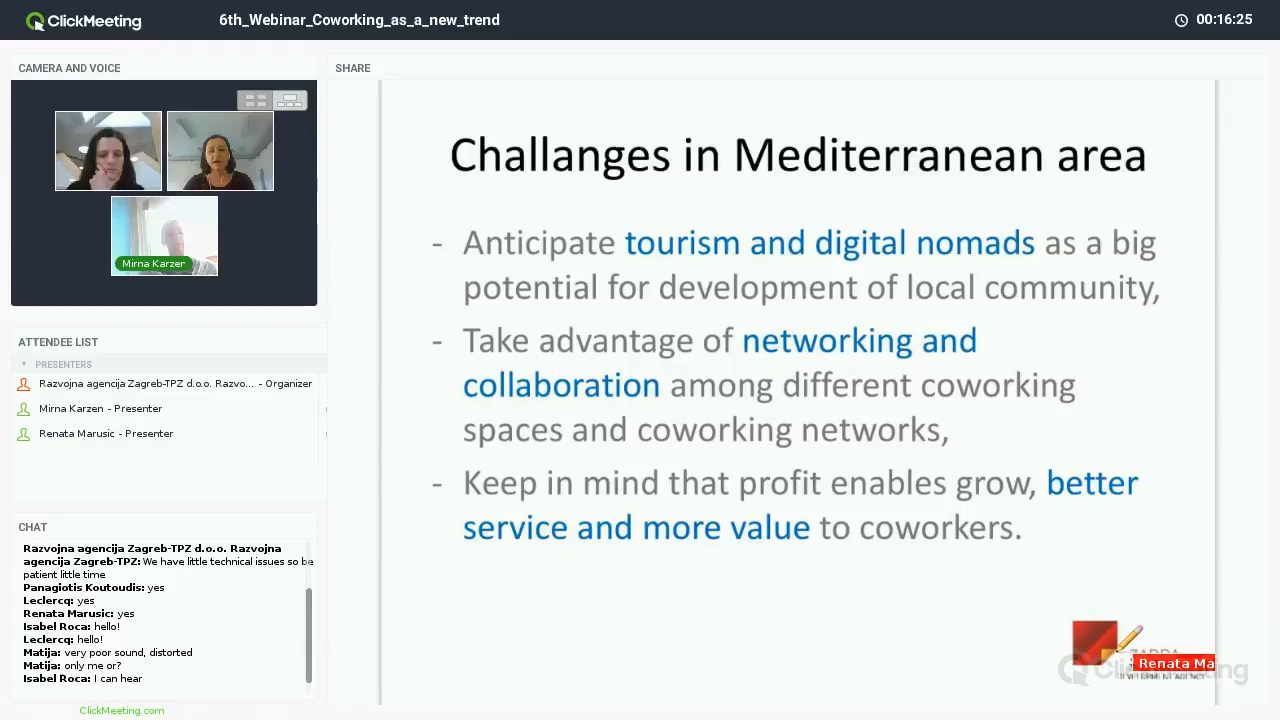 ClickMeeting
6th_Webinar_Coworking_as_a_new_trend
00:16:25
CAMERA AND VOICE
Mirna Karzen
ATTENDEE LIST
PRESENTERS
Razvojna agencija Zagreb-TPZ d.o.o. Razvo... - Organizer
Mirna Karzen - Presenter
Renata Marusic - Presenter
CHAT
Razvojna agencija Zagreb-TPZ d.o.o. Razvojna
agencija Zagreb-TPZ: We have little technical issues so be
patient little time
Panagiotis Koutoudis: yes
Leclercq: yes
Renata Marusic: yes
Isabel Roca: hello!
Leclercq: hello!
Matija: very poor sound, distorted
Matija: only me or?
Isabel Roca: I can hear
ClickMeeting.com
SHARE
Challanges in Mediterranean area
- Anticipate tourism and digital nomads as a big
potential for development of local community,
- Take advantage of networking and
collaboration among different coworking
spaces and coworking networks,
- Keep in mind that profit enables grow, better
service and more value to coworkers.
Renata Ma
ClickMeeting
DEVELOPMENT AGENCY